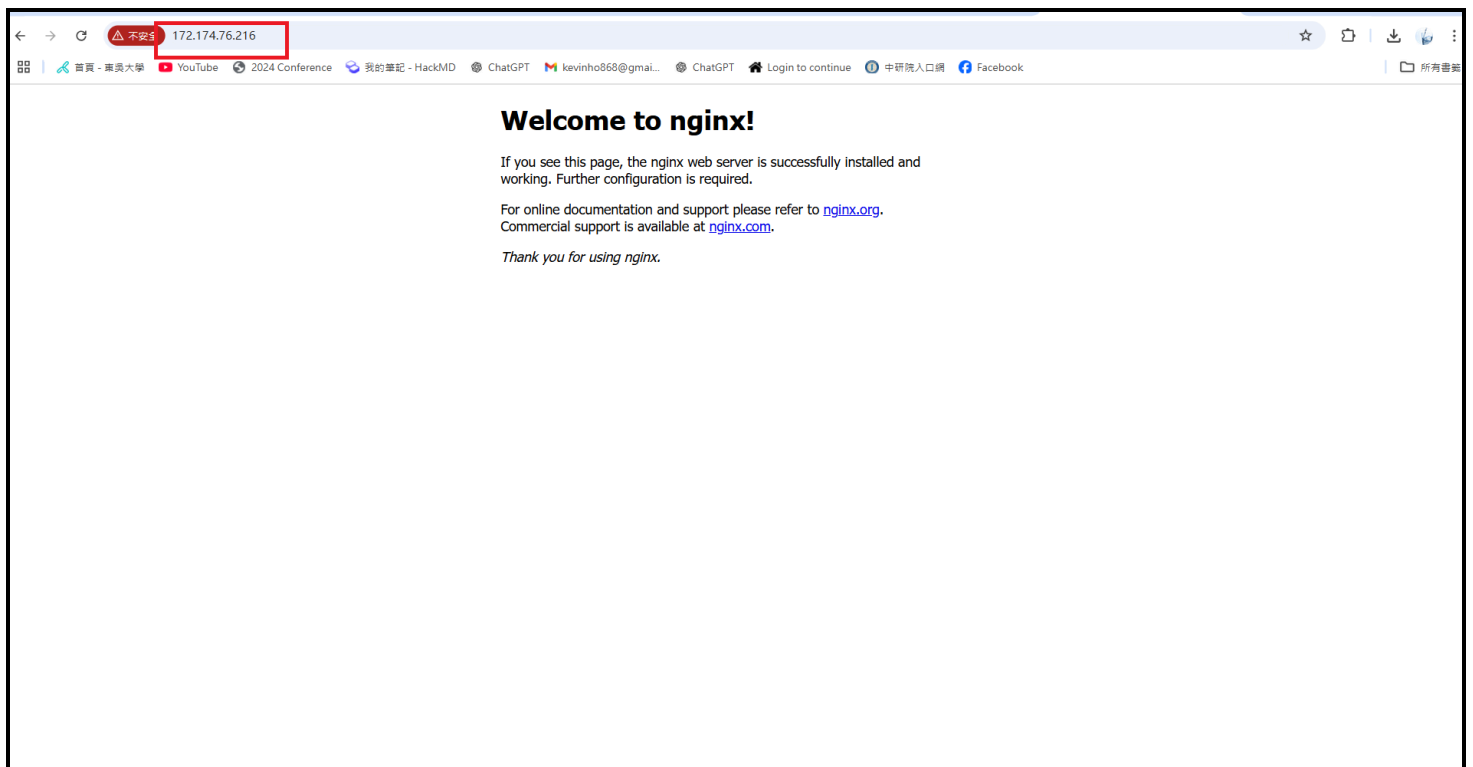 不安全 172.174.76.216
首頁 - 東吳大學 YouTube 2024 Conference 我的筆記 - HackMD ChatGPT kevinho868@gmai... ChatGPT Login to continue 中研院入口網 Facebook 所有書籤
Welcome to nginx!
If you see this page, the nginx web server is successfully installed and
working. Further configuration is required.
For online documentation and support please refer to nginx.org.
Commercial support is available at nginx.com.
Thank you for using nginx.